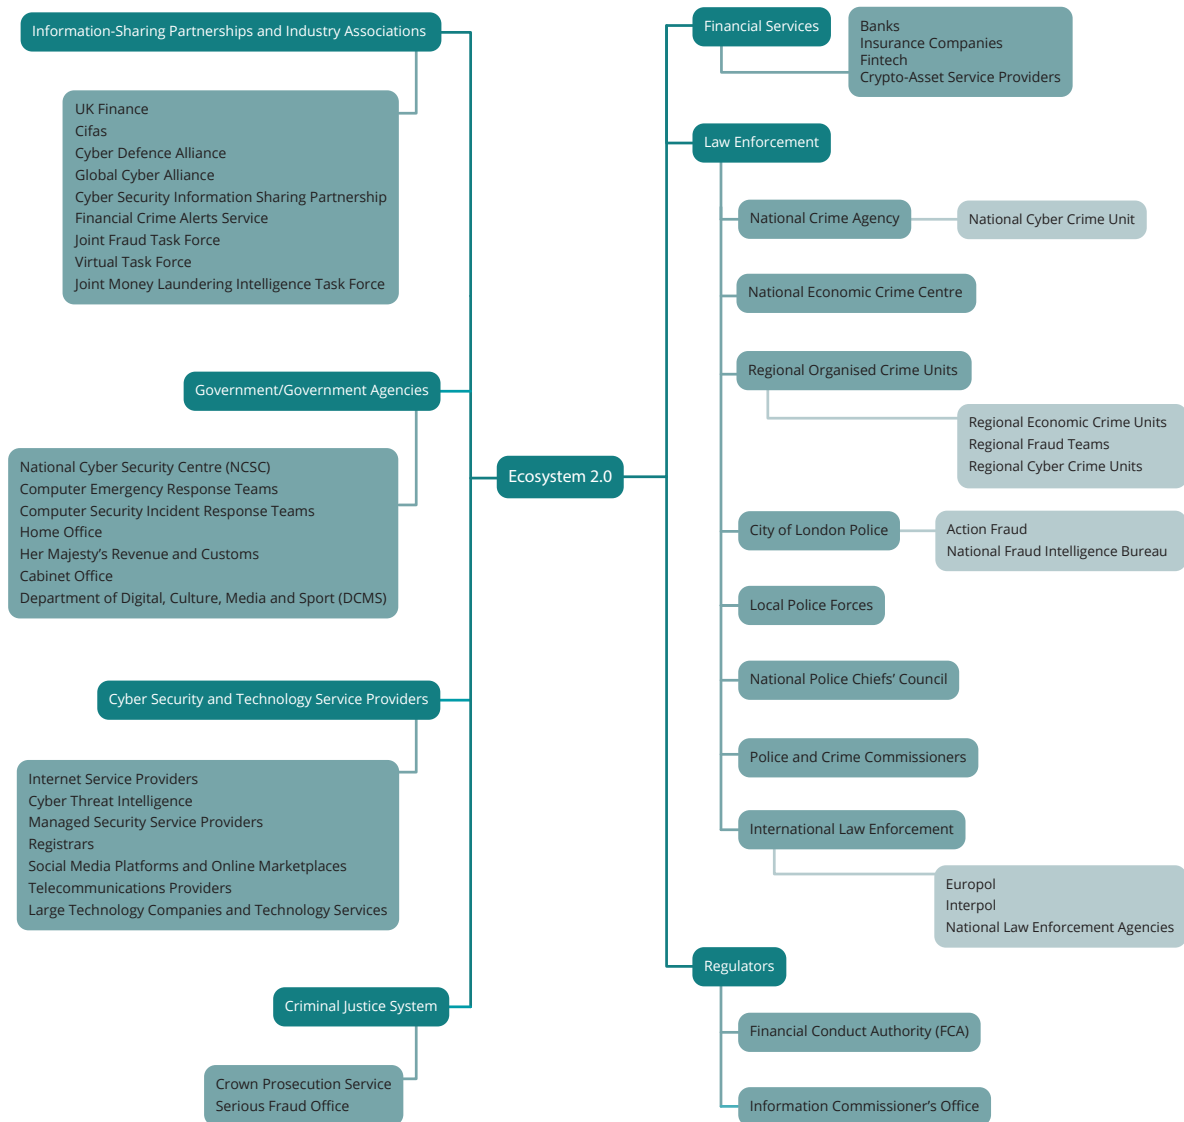 Information-Sharing Partnerships and Industry Associations
UK Finance
Cifas
Cyber Defence Alliance
Global Cyber Alliance
Cyber Security Information Sharing Partnership
Financial Crime Alerts Service
Joint Fraud Task Force
Virtual Task Force
Joint Money Laundering Intelligence Task Force
Government/Government Agencies
National Cyber Security Centre (NCSC)
Computer Emergency Response Teams
Computer Security Incident Response Teams
Home Office
Her Majesty’s Revenue and Customs
Cabinet Office
Department of Digital, Culture, Media and Sport (DCMS)
Cyber Security and Technology Service Providers
Internet Service Providers
Cyber Threat Intelligence
Managed Security Service Providers
Registrars
Social Media Platforms and Online Marketplaces
Telecommunications Providers
Large Technology Companies and Technology Services
Criminal Justice System
Crown Prosecution Service
Serious Fraud Office
Ecosystem 2.0
Financial Services
Banks
Insurance Companies
Fintech
Crypto-Asset Service Providers
Law Enforcement
National Crime Agency
National Cyber Crime Unit
National Economic Crime Centre
Regional Organised Crime Units
Regional Economic Crime Units
Regional Fraud Teams
Regional Cyber Crime Units
City of London Police
Action Fraud
National Fraud Intelligence Bureau
Local Police Forces
National Police Chiefs’ Council
Police and Crime Commissioners
International Law Enforcement
Europol
Interpol
National Law Enforcement Agencies
Regulators
Financial Conduct Authority (FCA)
Information Commissioner's Office